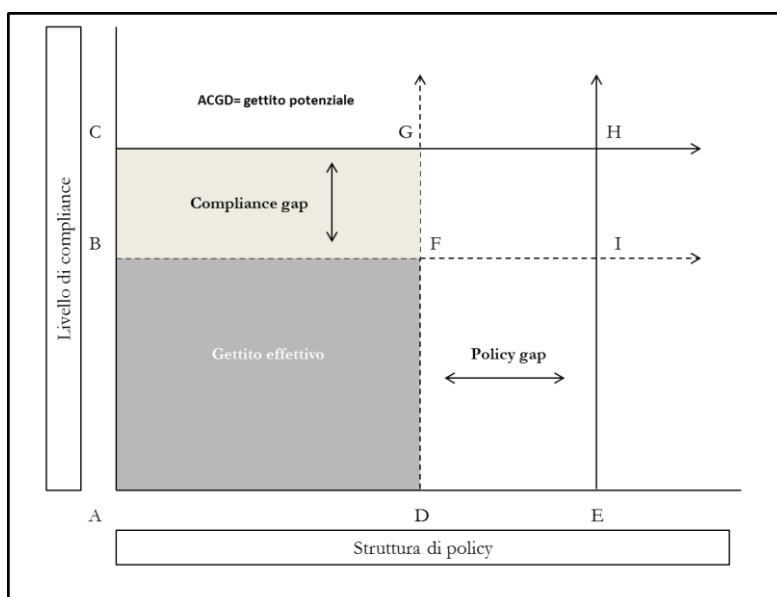 ACGD= gettito potenziale
C
G
H
Compliance gap
B
F
I
Livello di compliance
Gettito effettivo
Policy gap
A
D
E
Struttura di policy